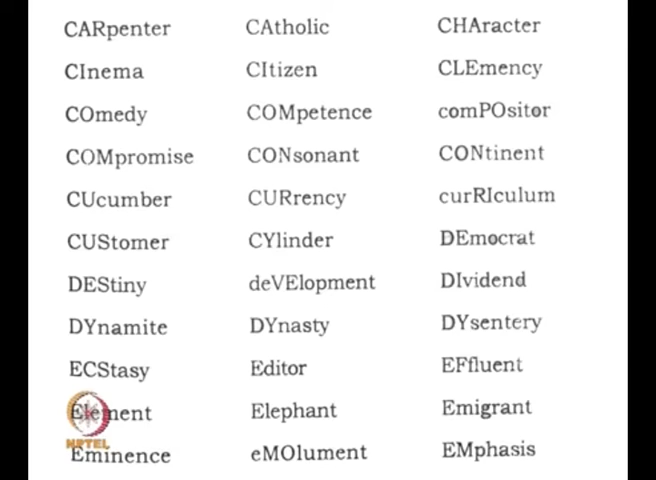 CARpenter CAtholic CHAracter
CInema CItizen CLEmency
COmedy COMpetence comPOsitor
COMpromise CONsonant CONtinent
CUcumber CURrency curRIculum
CUStomer CYlinder DEmocrat
DEStiny deVElopment DIvidend
DYnamite DYnasty DYsentery
ECStasy Editor EFfluent
Element Elephant Emigrant
NPTEL
Eminence eMOlument EMphasis